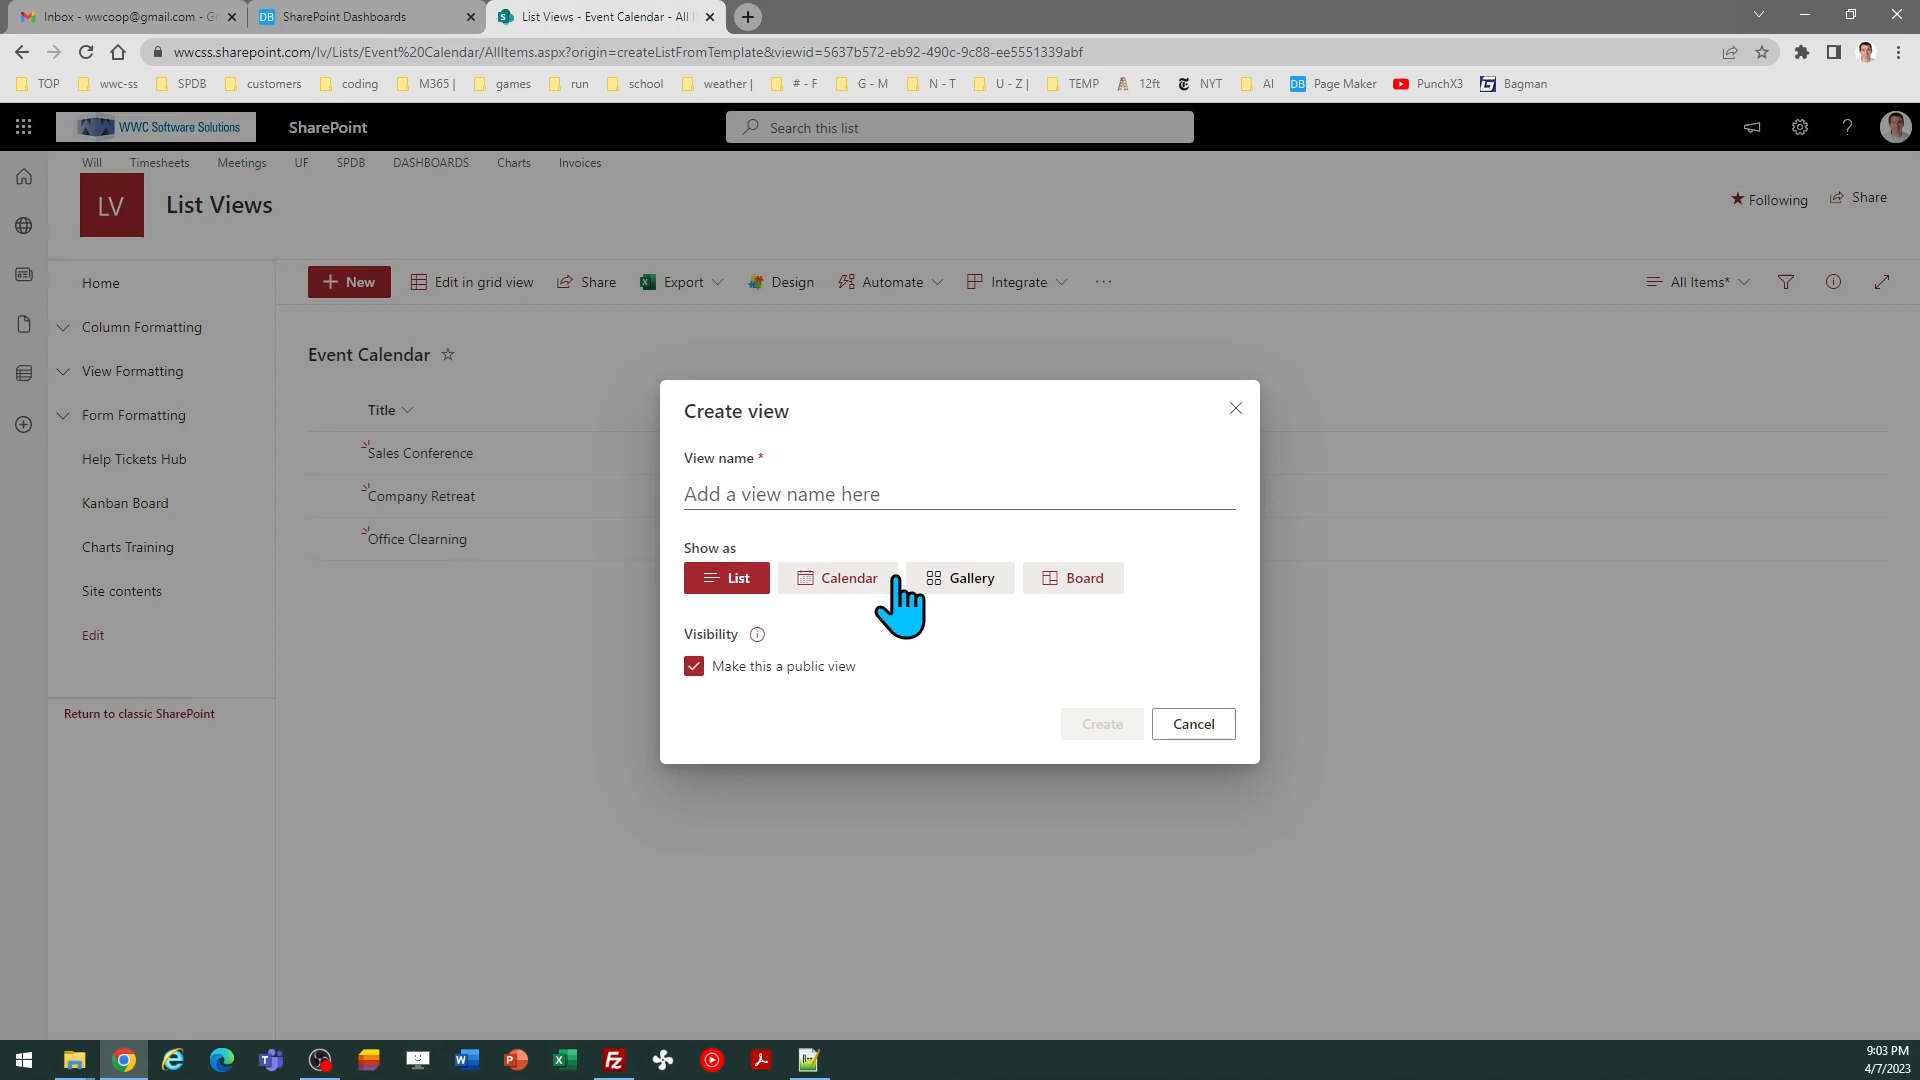 Inbox - wwcoop@gmail.com - G
SharePoint Dashboards
List Views - Event Calendar - All
wwcss.sharepoint.com/lv/Lists/Event%20Calendar/AllItems.aspx?origin=createListFromTemplate&viewid=5637b572-eb92-490c-9c88-ee5551339abf
TOP
wwc-ss
SPDB
customers
coding
M365 |
games
run
school
weather |
# - F
G - M
N - T
U - Z |
TEMP
12ft
NYT
AI
DB Page Maker
PunchX3
Bagman
WWC Software Solutions
SharePoint
Search this list
Will
Timesheets
Meetings
UF
SPDB
DASHBOARDS
Charts
Invoices
LV
List Views
Following
Share
Home
Column Formatting
View Formatting
Form Formatting
Help Tickets Hub
Kanban Board
Charts Training
Site contents
Edit
Return to classic SharePoint
New
Edit in grid view
Share
Export
Design
Automate
Integrate
All Items*
Event Calendar
Title
Sales Conference
Company Retreat
Office Clearning
Create view
View name *
Add a view name here
Show as
List
Calendar
Gallery
Board
Visibility
Make this a public view
Create
Cancel
9:03 PM
4/7/2023